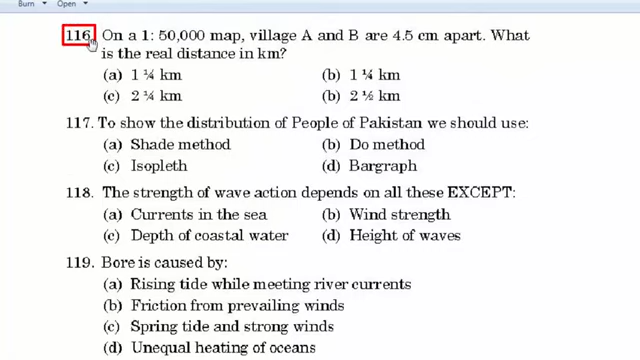 Burn Open
116. On a 1: 50,000 map, village A and B are 4.5 cm apart. What
is the real distance in km?
(a) 1 ¼ km (b) 1 ¼ km
(c) 2 ¼ km (b) 2 ½ km
117. To show the distribution of People of Pakistan we should use:
(a) Shade method (b) Do method
(c) Isopleth (d) Bargraph
118. The strength of wave action depends on all these EXCEPT:
(a) Currents in the sea (b) Wind strength
(c) Depth of coastal water (d) Height of waves
119. Bore is caused by:
(a) Rising tide while meeting river currents
(b) Friction from prevailing winds
(c) Spring tide and strong winds
(d) Unequal heating of oceans